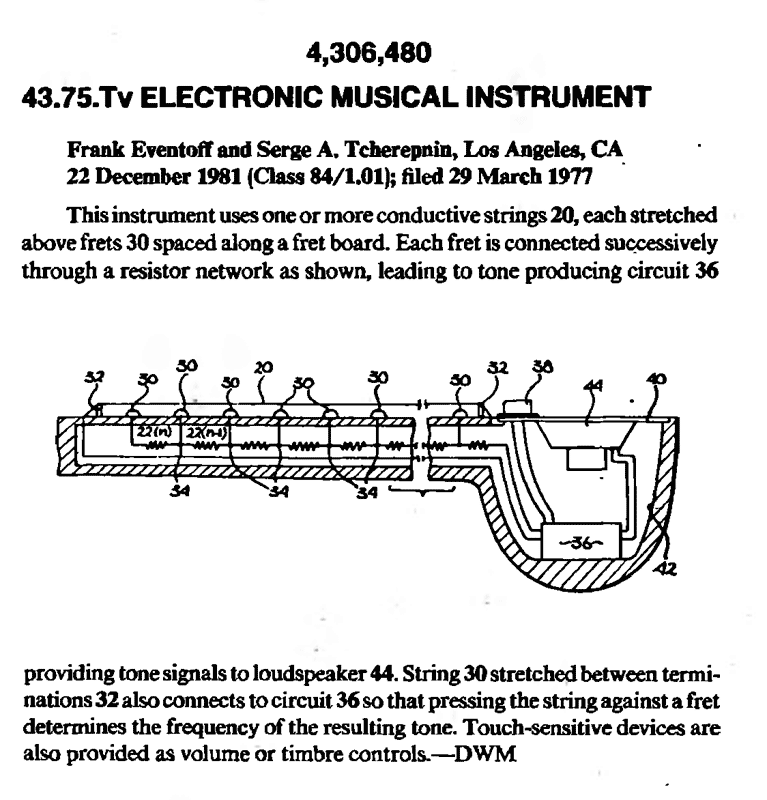 4,306,480
43.75.Tv ELECTRONIC MUSICAL INSTRUMENT
Frank Eventoff and Serge A. Tcherepnin, Los Angeles, CA
22 December 1981 (Class 84/1.01); filed 29 March 1977
This instrument uses one or more conductive strings 20, each stretched
above frets 30 spaced along a fret board. Each fret is connected successively
through a resistor network as shown, leading to tone producing circuit 36
32 30 30 30 20 30 30 30 32 38 44 40
22(n) 22(n-1)
34 34 34
36
42
providing tone signals to loudspeaker 44. String 30 stretched between termi-
nations 32 also connects to circuit 36 so that pressing the string against a fret
determines the frequency of the resulting tone. Touch-sensitive devices are
also provided as volume or timbre controls.—DWM